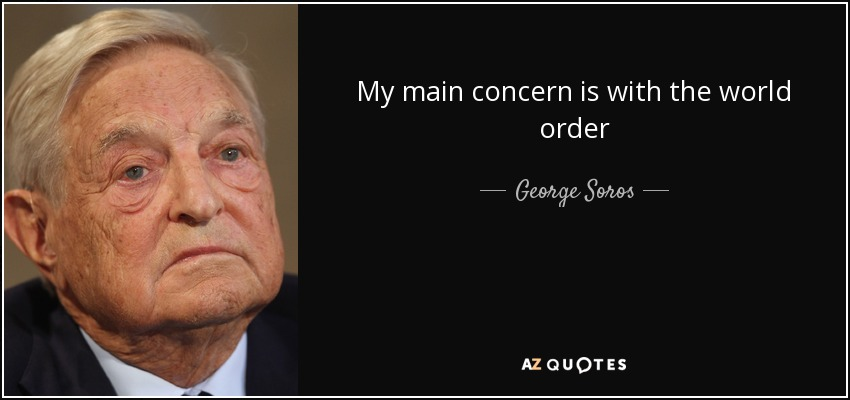 My main concern is with the world
order
George Soros
AZ QUOTES